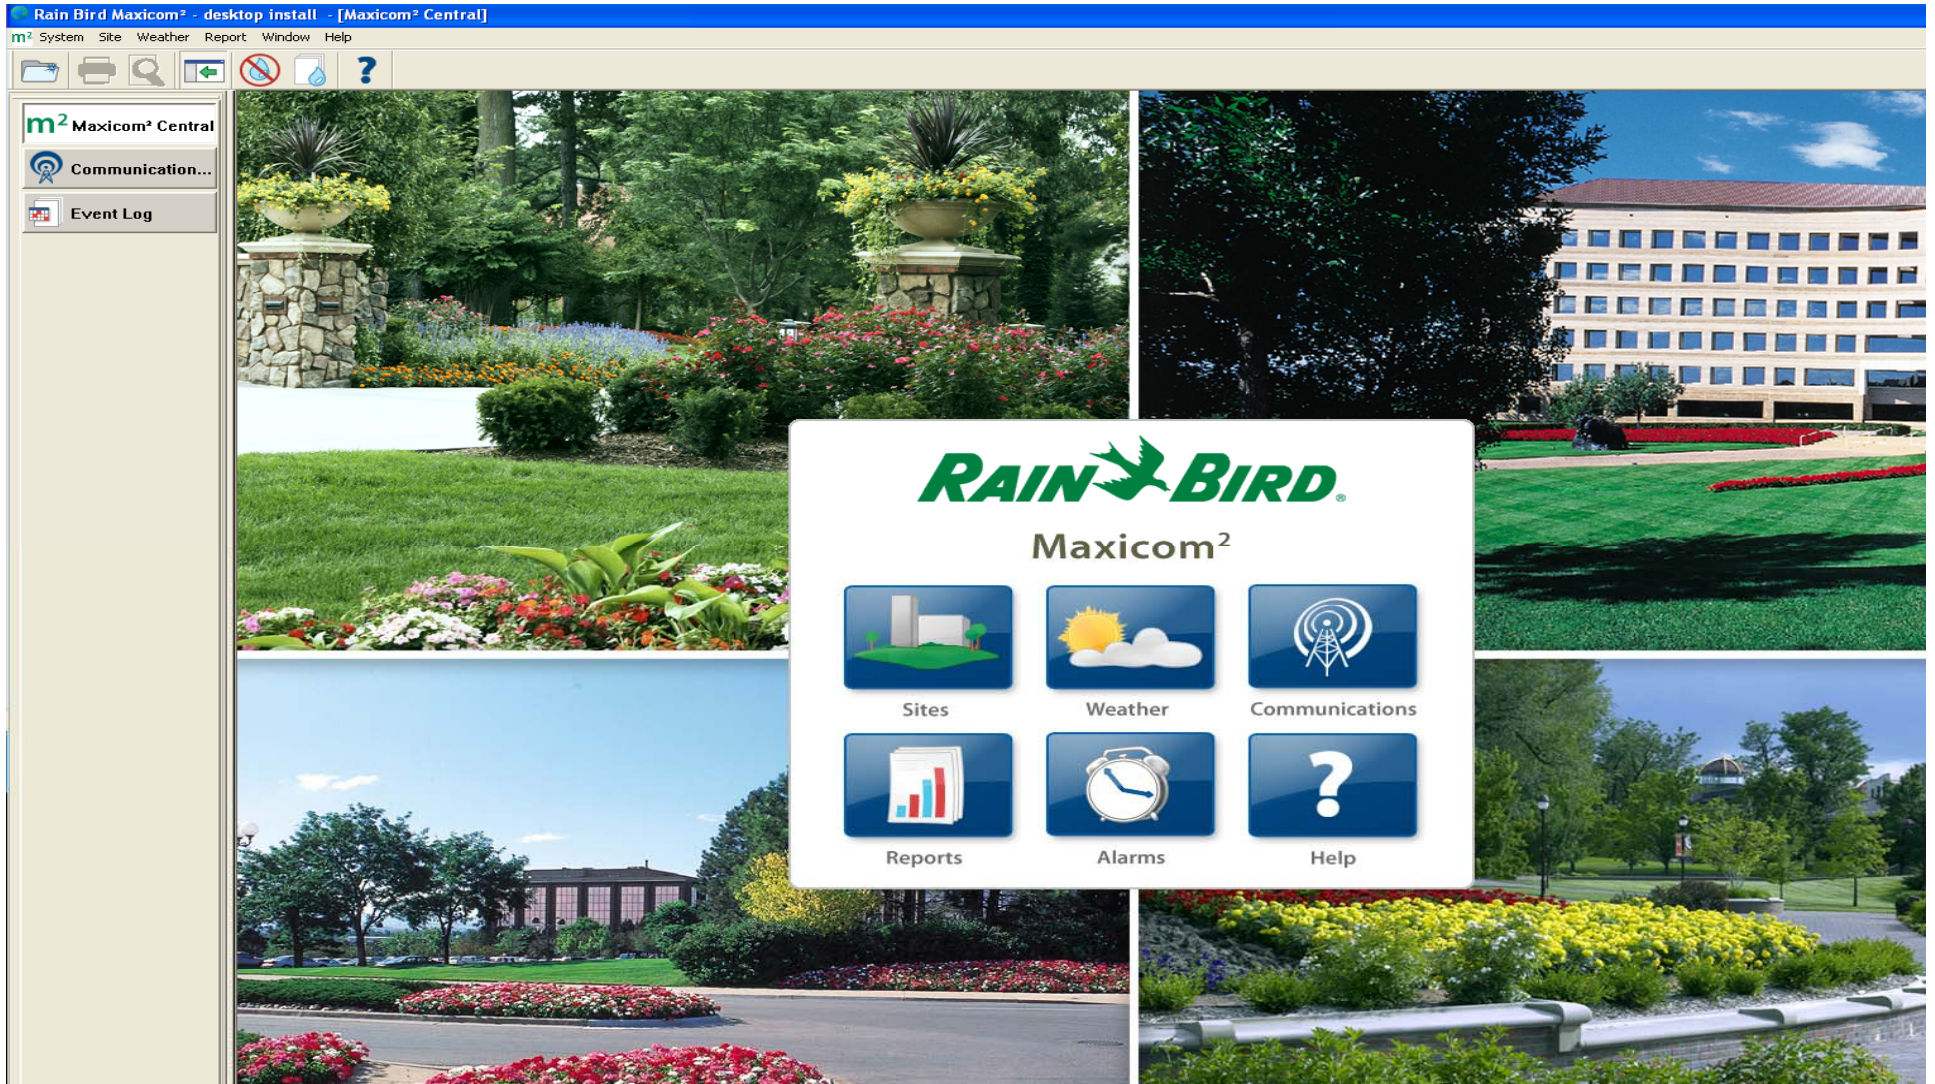 Rain Bird Maxicom² - desktop install - [Maxicom² Central]
m² System Site Weather Report Window Help
?
m² Maxicom² Central
Communication...
Event Log
RAIN BIRD®
Maxicom²
Sites Weather Communications
?
Reports Alarms Help